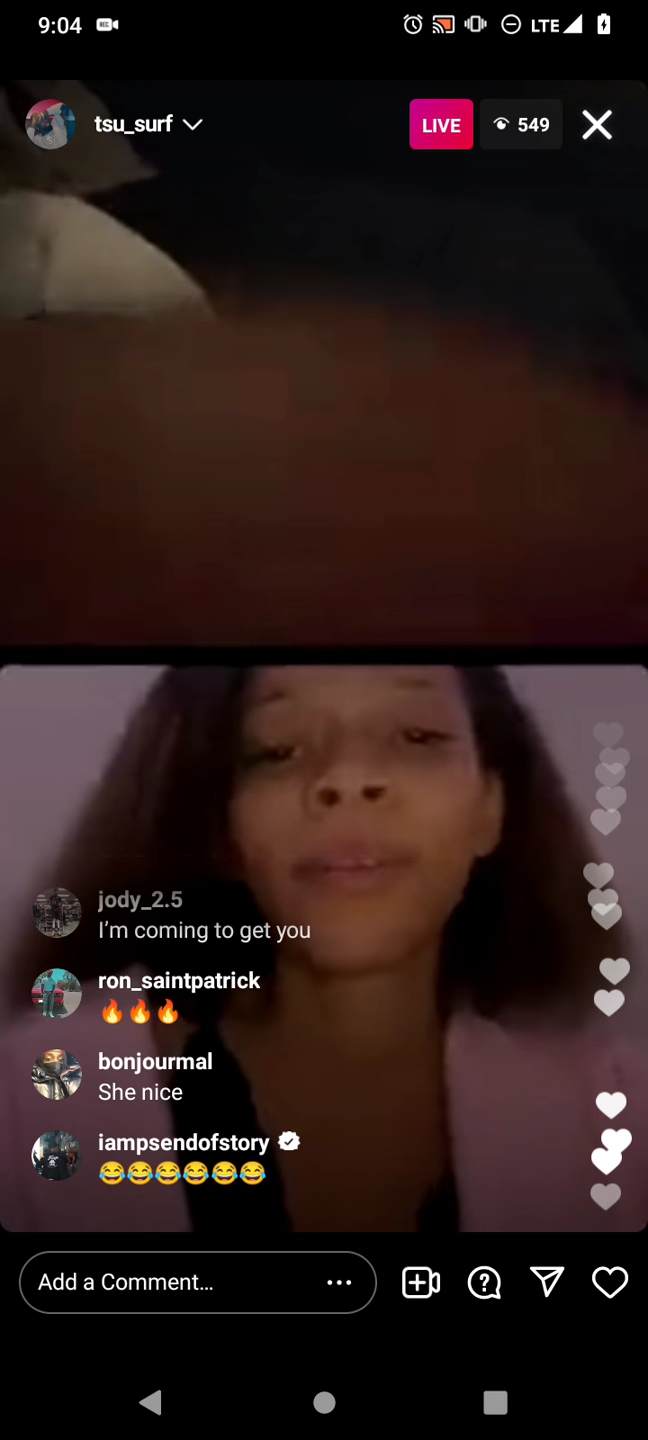 9:04 LTE
tsu_surf LIVE 549
jody_2.5
I’m coming to get you
ron_saintpatrick
🔥🔥🔥
bonjourmal
She nice
iampsendofstory
😂😂😂😂😂😂
Add a Comment...